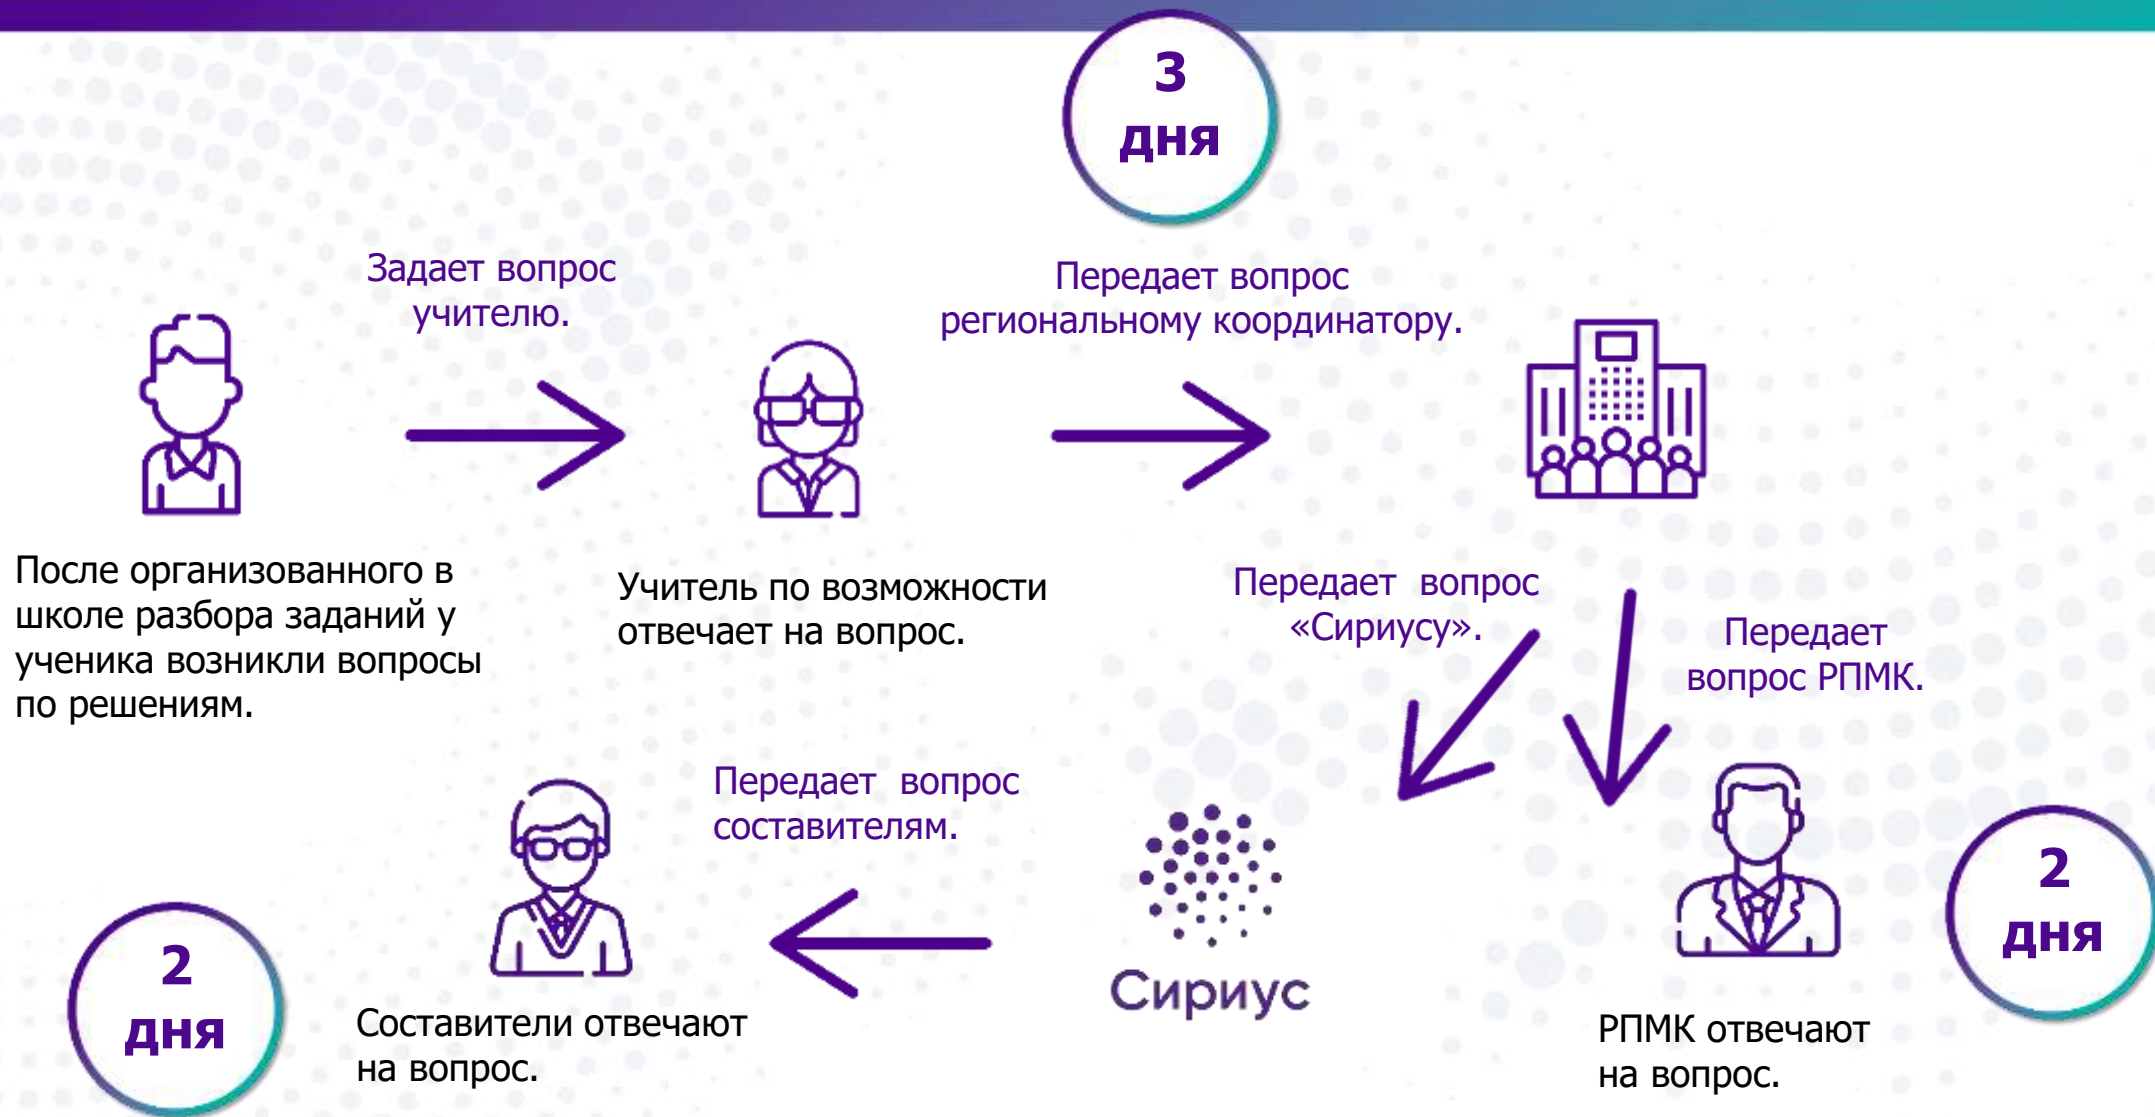 3
дня
Задает вопрос
учителю.
Передает вопрос
региональному координатору.
После организованного в
школе разбора заданий у
ученика возникли вопросы
по решениям.
Учитель по возможности
отвечает на вопрос.
Передает вопрос
«Сириусу».
Передает
вопрос РПМК.
Передает вопрос
составителям.
2
дня
Составители отвечают
на вопрос.
Сириус
РПМК отвечают
на вопрос.
2
дня